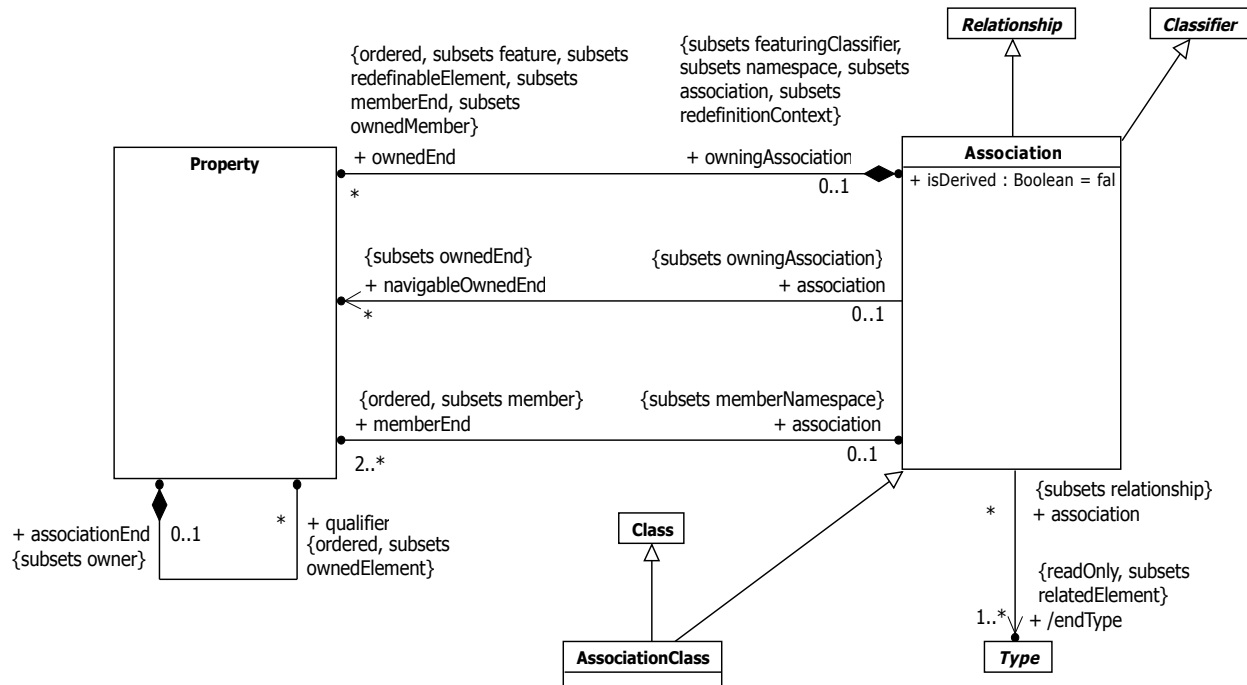 Relationship
Classifier
{ordered, subsets feature, subsets
redefinableElement, subsets
memberEnd, subsets
ownedMember}
+ ownedEnd
*
{subsets featuringClassifier,
subsets namespace, subsets
association, subsets
redefinitionContext}
+ owningAssociation
0..1
Property
Association
+ isDerived : Boolean = fal
{subsets ownedEnd}
+ navigableOwnedEnd
*
{subsets owningAssociation}
+ association
0..1
{ordered, subsets member}
+ memberEnd
2..*
{subsets memberNamespace}
+ association
0..1
+ associationEnd
{subsets owner}
0..1
*
+ qualifier
{ordered, subsets
ownedElement}
Class
AssociationClass
{subsets relationship}
+ association
*
{readOnly, subsets
relatedElement}
+ /endType
1..*
Type